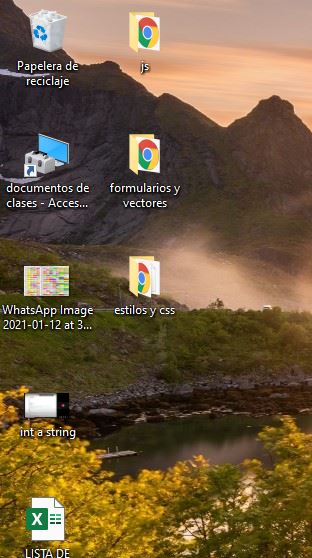 Papelera de
reciclaje
js
documentos de
clases - Acces...
formularios y
vectores
WhatsApp Image
2021-01-12 at 3...
estilos y css
int a string
LISTA DE